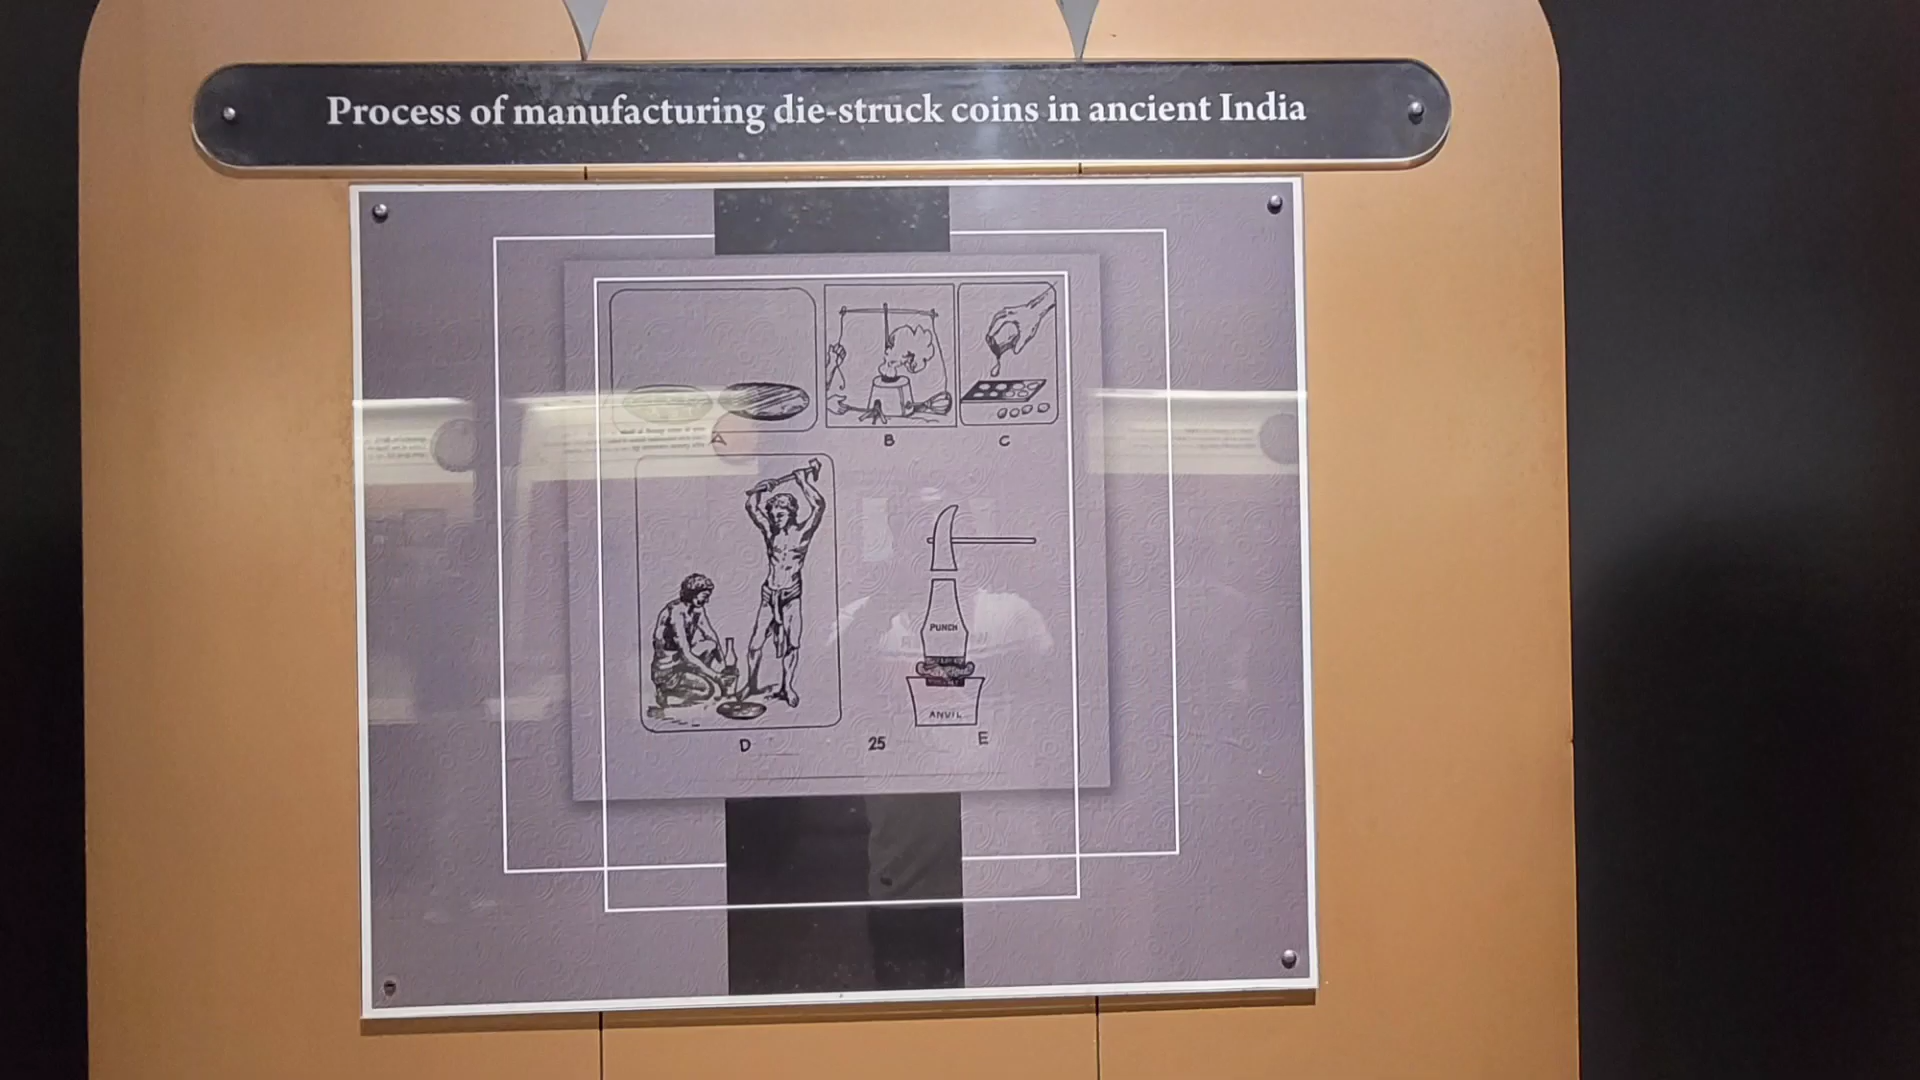 Process of manufacturing die-struck coins in ancient India
A
B
C
PUNCH
ANVIL
D
25
E